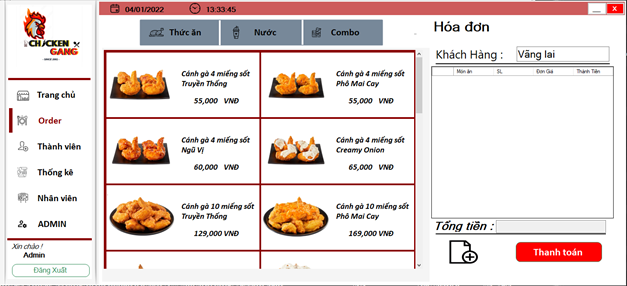 04/01/2022
13:33:45
X
CHICKEN
GANG
Trang chủ
Order
Thành viên
Thống kê
Nhân viên
ADMIN
Xin chào !
Admin
Đăng Xuất
Thức ăn
Nước
Combo
Cánh gà 4 miếng sốt
Truyền Thống
55,000 VNĐ
Cánh gà 4 miếng sốt
Phô Mai Cay
55,000 VNĐ
Cánh gà 4 miếng sốt
Ngũ Vị
60,000 VNĐ
Cánh gà 4 miếng sốt
Creamy Onion
65,000 VNĐ
Cánh gà 10 miếng sốt
Truyền Thống
129,000 VNĐ
Cánh gà 10 miếng sốt
Phô Mai Cay
169,000 VNĐ
Hóa đơn
Khách Hàng : Vãng lai
Món ăn SL Đơn Giá Thành Tiền
Tổng tiền :
Thanh toán